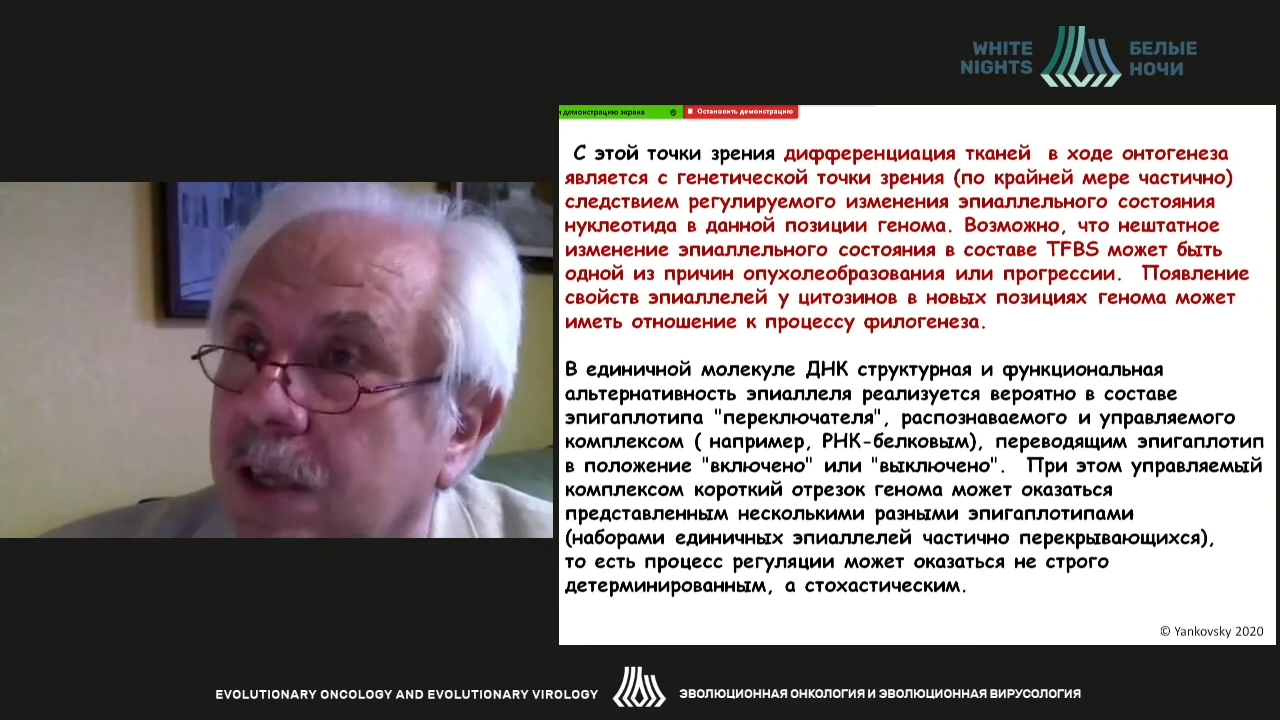 WHITE
NIGHTS
БЕЛЫЕ
НОЧИ
демонстрацию экрана
Остановить демонстрацию
С этой точки зрения дифференциация тканей в ходе онтогенеза
является с генетической точки зрения (по крайней мере частично)
следствием регулируемого изменения эпиаллельного состояния
нуклеотида в данной позиции генома. Возможно, что нештатное
изменение эпиаллельного состояния в составе TFBS может быть
одной из причин опухолеобразования или прогрессии. Появление
свойств эпиаллелей у цитозинов в новых позициях генома может
иметь отношение к процессу филогенеза.
В единичной молекуле ДНК структурная и функциональная
альтернативность эпиаллеля реализуется вероятно в составе
эпигаплотипа "переключателя", распознаваемого и управляемого
комплексом ( например, РНК-белковым), переводящим эпигаплотип
в положение "включено" или "выключено". При этом управляемый
комплексом короткий отрезок генома может оказаться
представленным несколькими разными эпигаплотипами
(наборами единичных эпиаллелей частично перекрывающихся),
то есть процесс регуляции может оказаться не строго
детерминированным, а стохастическим.
© Yankovsky 2020
EVOLUTIONARY ONCOLOGY AND EVOLUTIONARY VIROLOGY
ЭВОЛЮЦИОННАЯ ОНКОЛОГИЯ И ЭВОЛЮЦИОННАЯ ВИРУСОЛОГИЯ